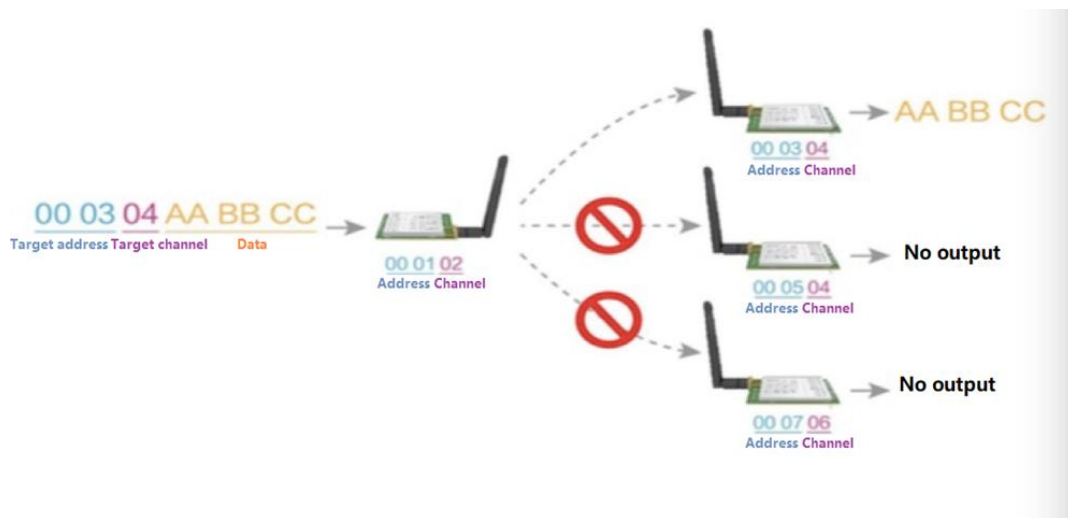 00 03 04 AA BB CC
Target address Target channel Data
00 01 02
Address Channel
00 03 04
Address Channel
AA BB CC
00 05 04
Address Channel
No output
00 07 06
Address Channel
No output